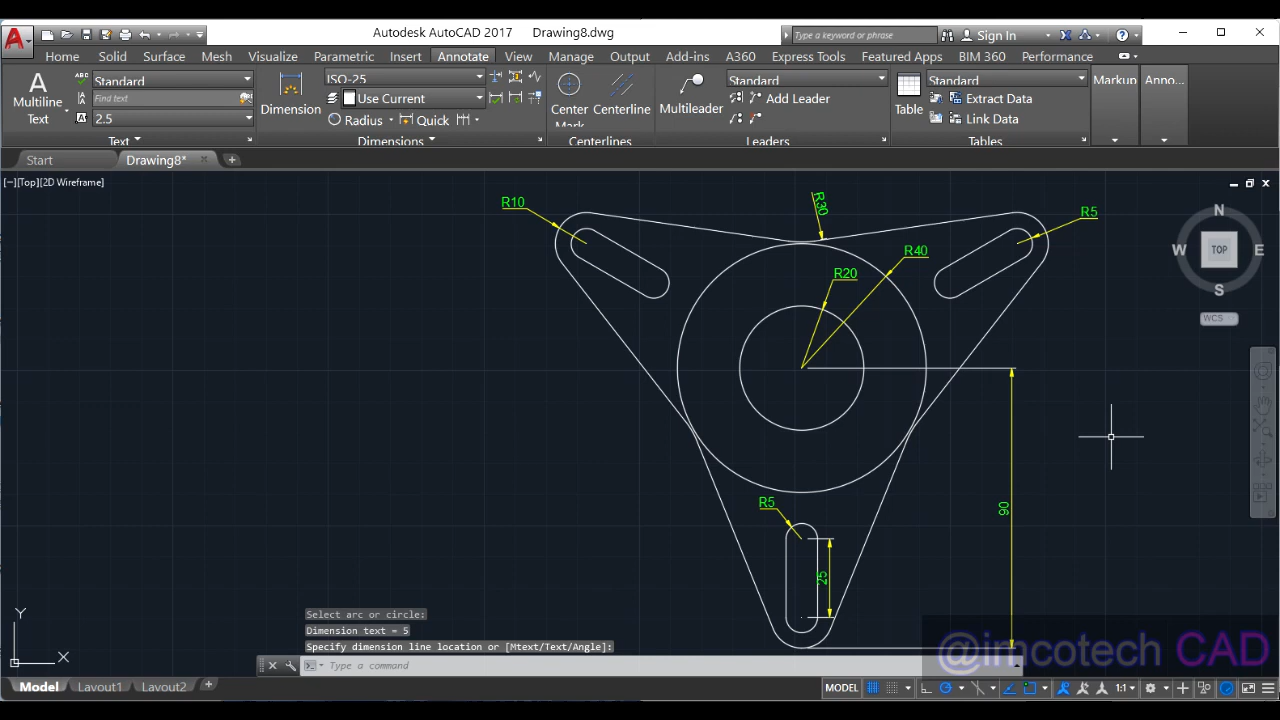 Autodesk AutoCAD 2017 Drawing8.dwg
Type a keyword or phrase
Sign In
Home Solid Surface Mesh Visualize Parametric Insert Annotate View Manage Output Add-ins A360 Express Tools Featured Apps BIM 360 Performance
Multiline
Text
Standard
Find text
2.5
Text
Dimension
ISO-25
Use Current
Radius
Quick
Dimensions
Center
Mark
Centerline
Centerlines
Multileader
Standard
Add Leader
Leaders
Table
Standard
Extract Data
Link Data
Tables
Markup
Anno...
Start
Drawing8*
[−][Top][2D Wireframe]
N
W
TOP
E
S
WCS
R10
R30
R5
R40
R20
90
R5
25
Y
X
Select arc or circle:
Dimension text = 5
Specify dimension line location or [Mtext/Text/Angle]:
Type a command
@imcotech CAD
Model Layout1 Layout2
MODEL
1:1